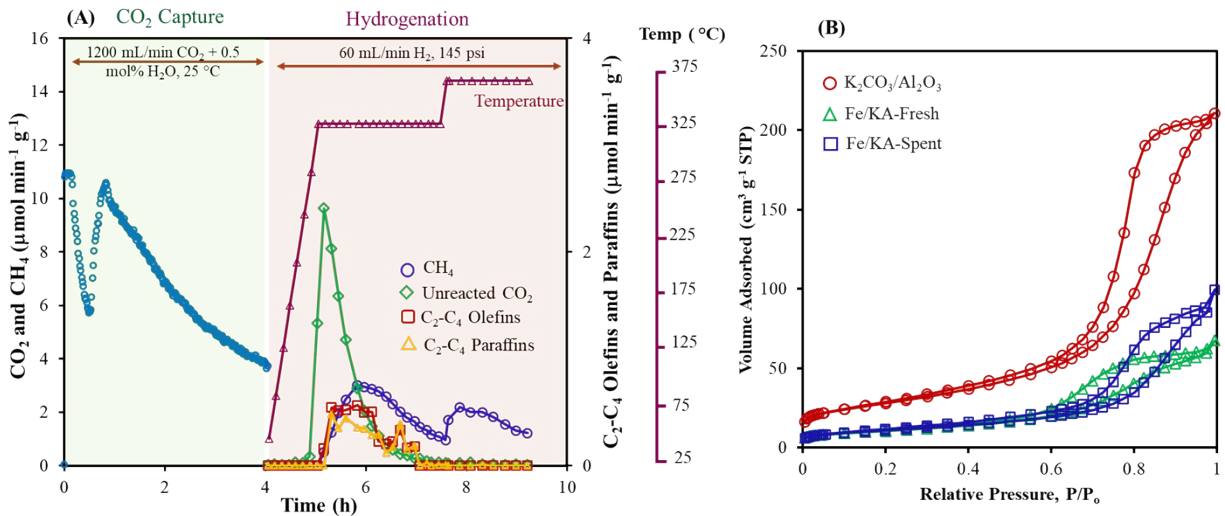 (A)
CO₂ Capture
Hydrogenation
1200 mL/min CO₂ + 0.5
mol% H₂O, 25 °C
60 mL/min H₂, 145 psi
Temperature
CH₄
Unreacted CO₂
C₂-C₄ Olefins
C₂-C₄ Paraffins
CO₂ and CH₄ (µmol min⁻¹ g⁻¹)
16
14
12
10
8
6
4
2
0
0
2
4
6
8
10
Time (h)
4
2
0
C₂-C₄ Olefins and Paraffins (µmol min⁻¹ g⁻¹)
Temp (°C)
375
325
275
225
175
125
75
25
(B)
K₂CO₃/Al₂O₃
Fe/KA-Fresh
Fe/KA-Spent
Volume Adsorbed (cm³ g⁻¹ STP)
250
200
150
100
50
0
0
0.2
0.4
0.6
0.8
1
Relative Pressure, P/Pₒ